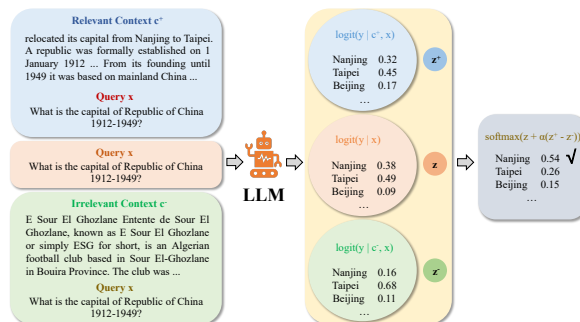 Relevant Context c⁺
relocated its capital from Nanjing to Taipei.
A republic was formally established on 1
January 1912 ... From its founding until
1949 it was based on mainland China ...
Query x
What is the capital of Republic of China
1912-1949?
Query x
What is the capital of Republic of China
1912-1949?
Irrelevant Context c⁻
E Sour El Ghozlane Entente de Sour El
Ghozlane, known as E Sour El Ghozlane
or simply ESG for short, is an Algerian
football club based in Sour El-Ghozlane
in Bouira Province. The club was ...
Query x
What is the capital of Republic of China
1912-1949?
LLM
logit(y | c⁺, x)
Nanjing 0.32
Taipei 0.45
Beijing 0.17
...
z⁺
logit(y | x)
Nanjing 0.38
Taipei 0.49
Beijing 0.09
...
z
logit(y | c⁻, x)
Nanjing 0.16
Taipei 0.68
Beijing 0.11
...
z⁻
softmax(z + α(z⁺ - z⁻))
Nanjing 0.54 √
Taipei 0.26
Beijing 0.15
...